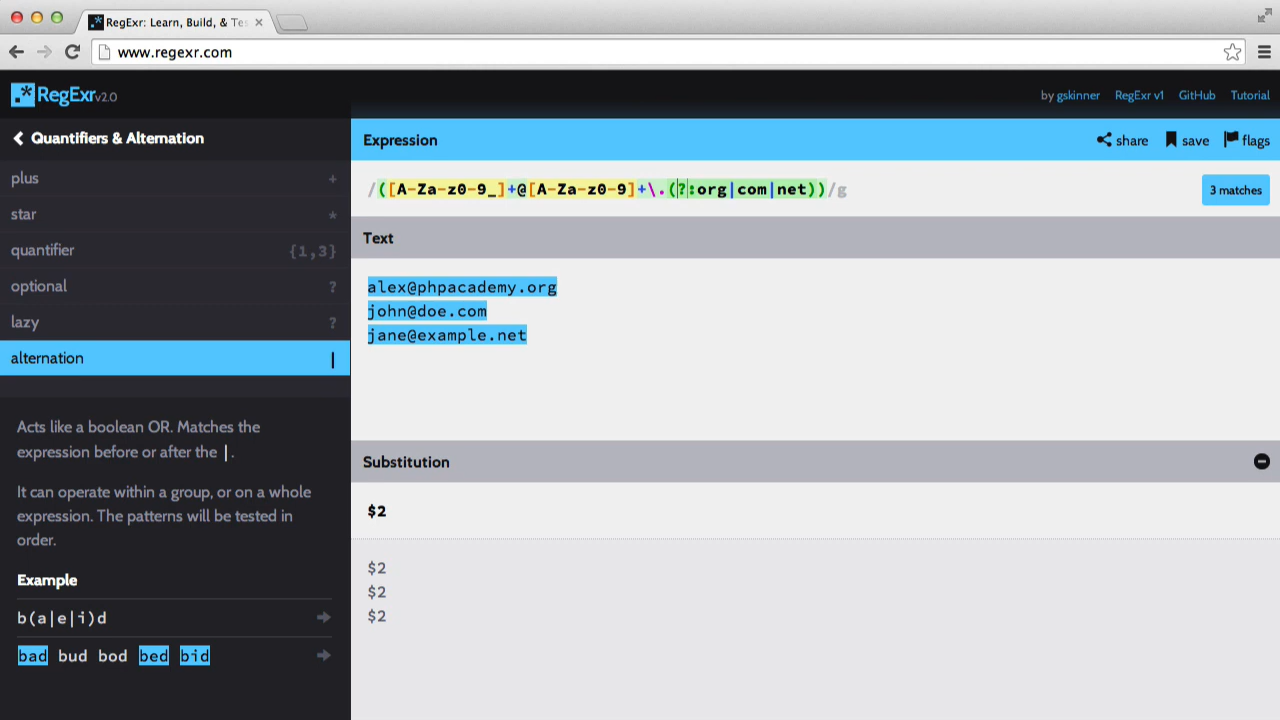 RegExr: Learn, Build, & Tes
www.regexr.com
.* RegExr v2.0
by gskinner RegExr v1 GitHub Tutorial
Quantifiers & Alternation
plus +
star *
quantifier {1,3}
optional ?
lazy ?
alternation |
Acts like a boolean OR. Matches the
expression before or after the |.
It can operate within a group, or on a whole
expression. The patterns will be tested in
order.
Example
b(a|e|i)d
bad bud bod bed bid
Expression share save flags
/([A-Za-z0-9_]+@[A-Za-z0-9]+\.(?:org|com|net))/g 3 matches
Text
alex@phpacademy.org
john@doe.com
jane@example.net
Substitution
$2
$2
$2
$2